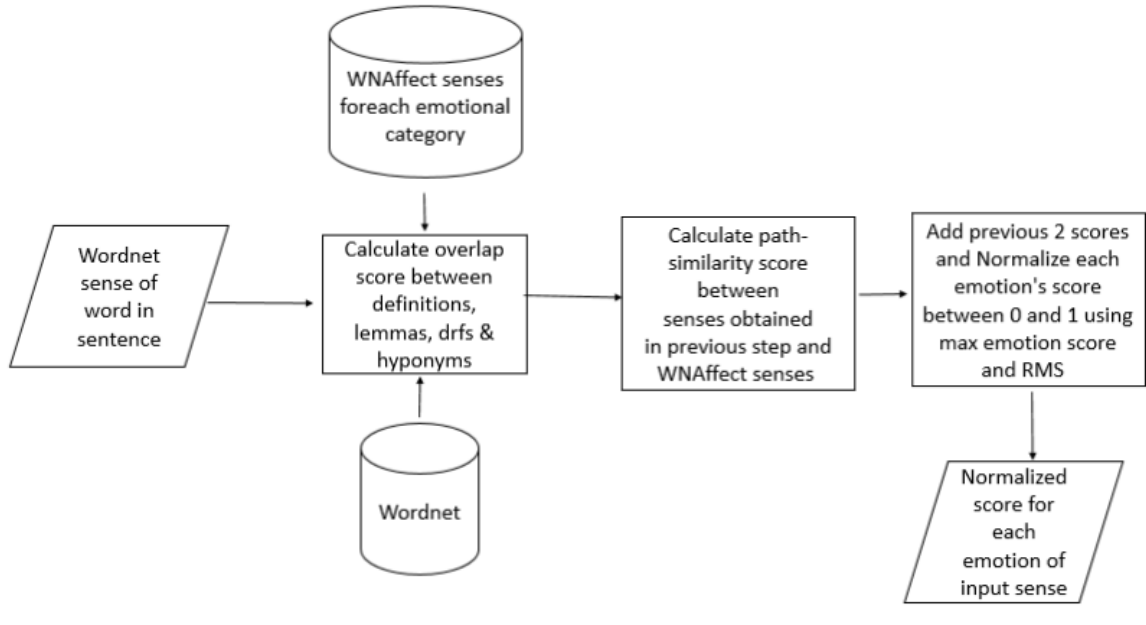 WNAffect senses
foreach emotional
category
Wordnet
sense of
word in
sentence
Calculate overlap
score between
definitions,
lemmas, drfs &
hyponyms
Calculate path-
similarity score
between
senses obtained
in previous step and
WNAffect senses
Add previous 2 scores
and Normalize each
emotion's score
between 0 and 1 using
max emotion score
and RMS
Wordnet
Normalized
score for
each
emotion of
input sense